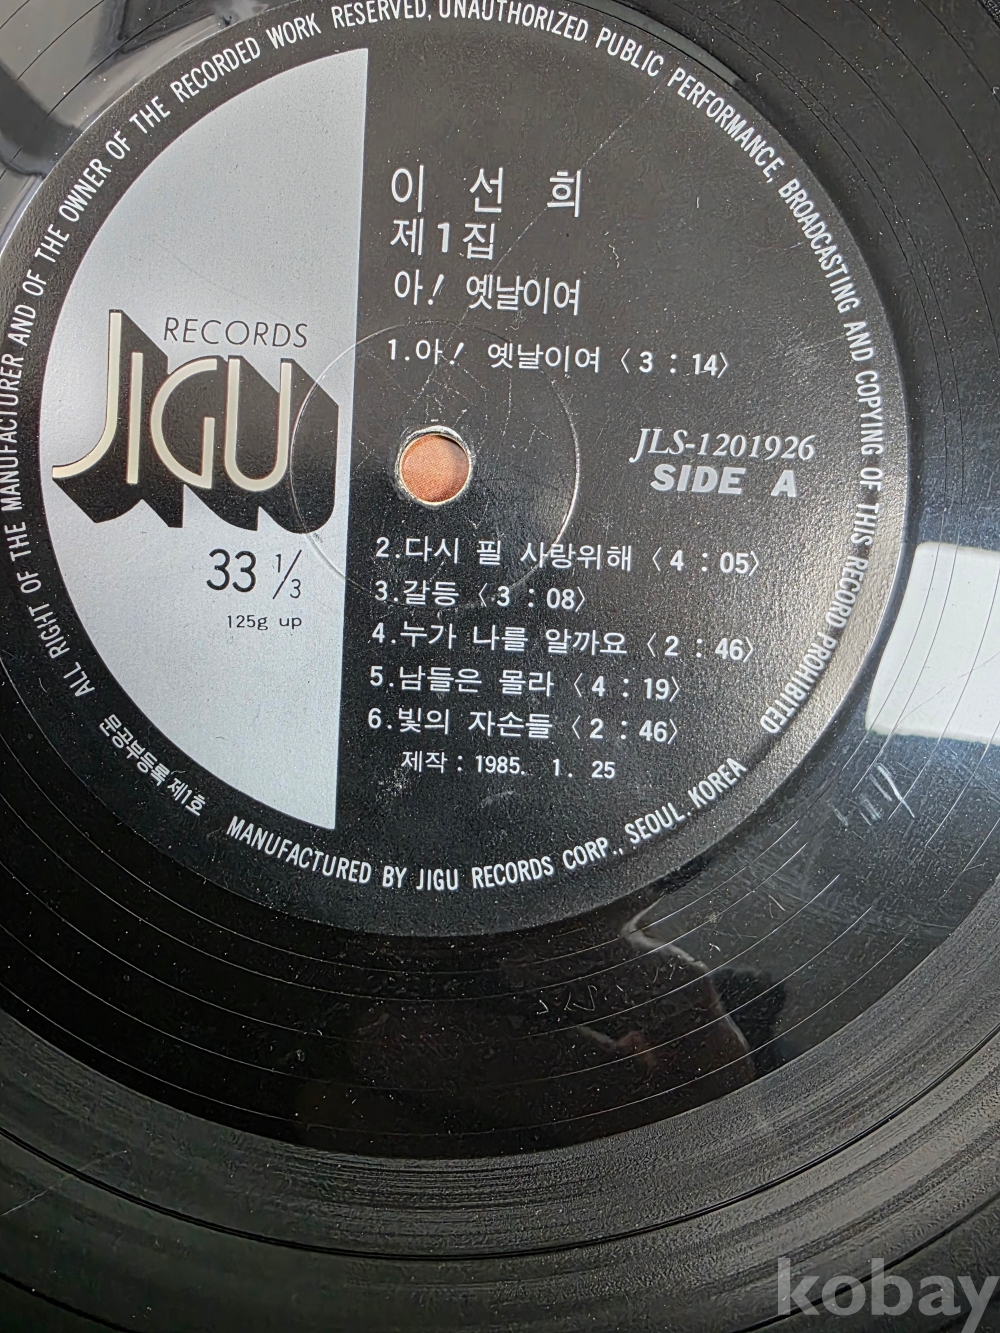 ALL RIGHT OF THE MANUFACTURER AND OF THE OWNER OF THE RECORDED WORK RESERVED, UNAUTHORIZED PUBLIC PERFORMANCE, BROADCASTING AND COPYING OF THIS RECORD PROHIBITED
이 선 희
제1집
아! 옛날이여
RECORDS
JIGU
1.아! 옛날이여 〈3 : 14〉
JLS-1201926
SIDE A
33 1/3
125g up
2.다시 필 사랑위해 〈4 : 05〉
3.갈등 〈3 : 08〉
4.누가 나를 알까요 〈2 : 46〉
5.남들은 몰라 〈4 : 19〉
6.빛의 자손들 〈2 : 46〉
제작 : 1985. 1. 25
문공부등록 제1호
MANUFACTURED BY JIGU RECORDS CORP., SEOUL. KOREA
kobay